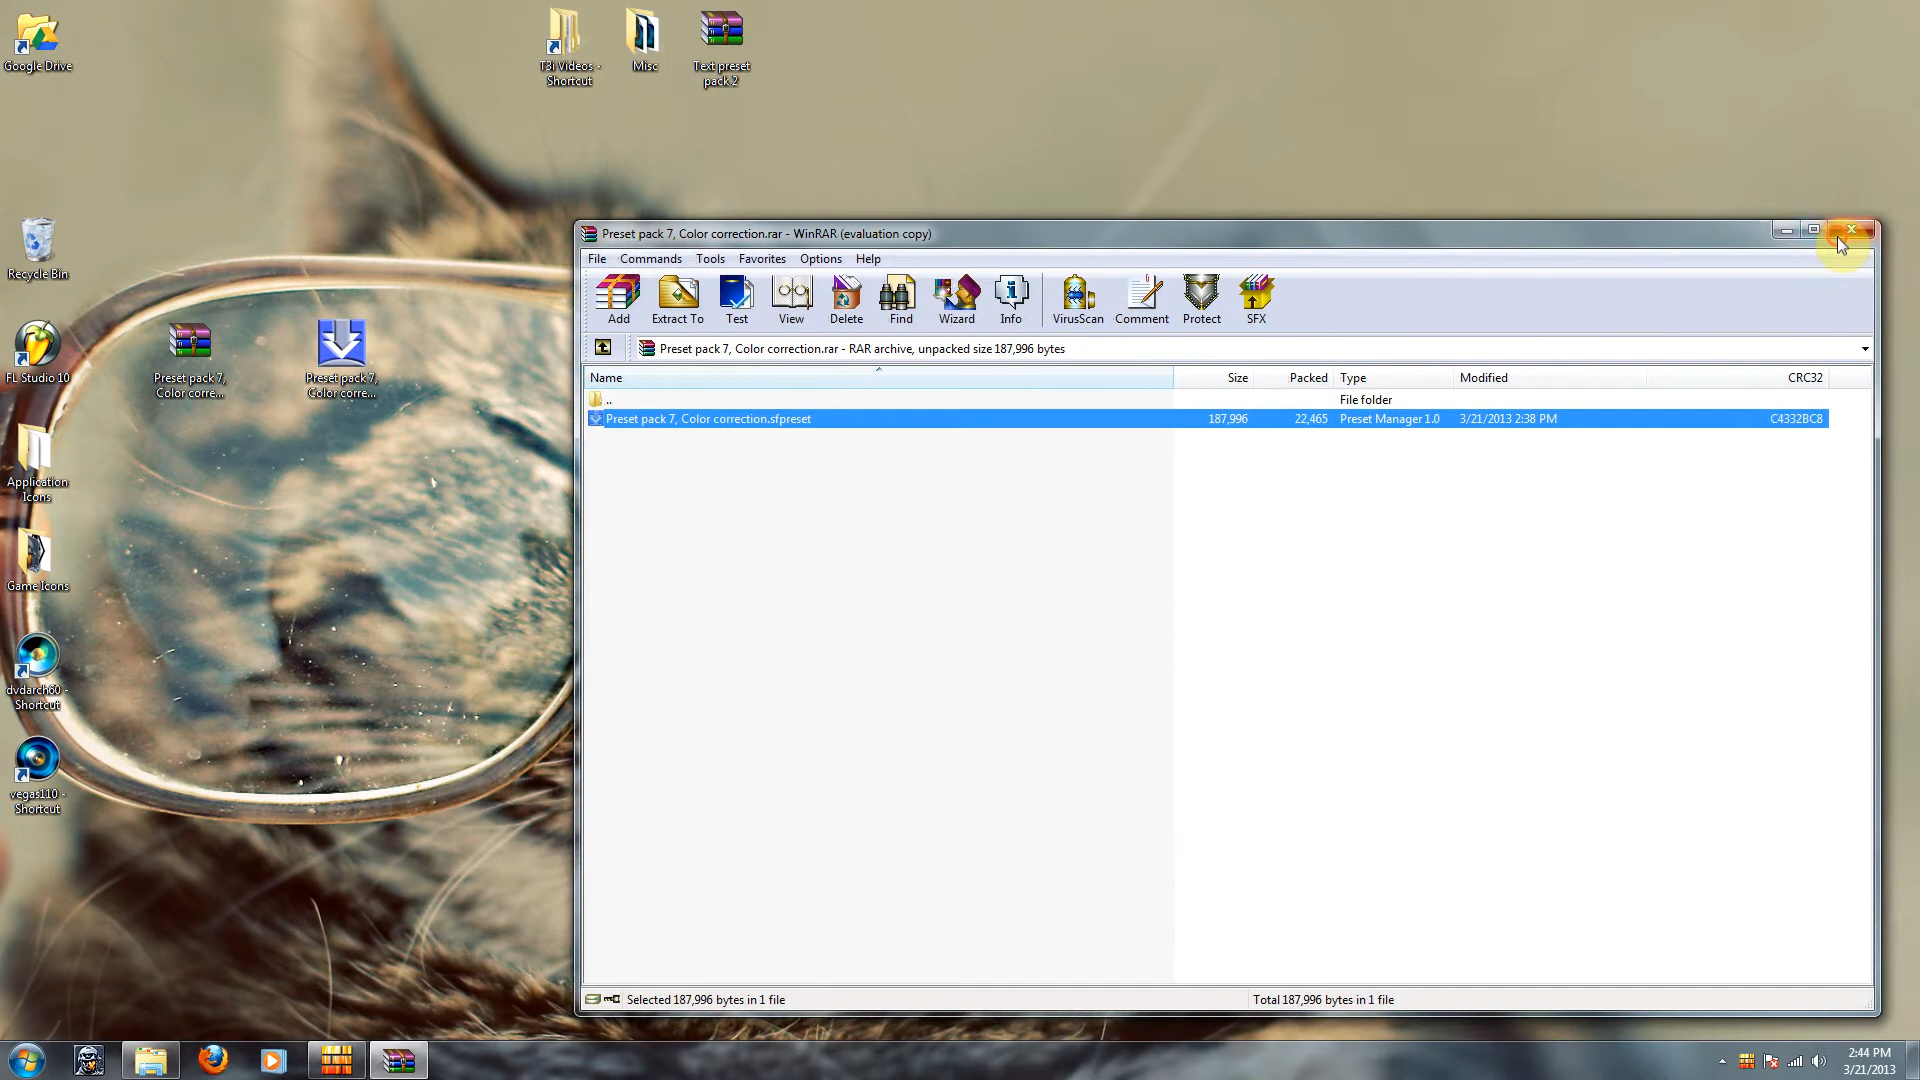 Google Drive
T3i Videos -
Shortcut
Misc
Text preset
pack 2
Recycle Bin
FL Studio 10
Preset pack 7,
Color corre...
Preset pack 7,
Color corre...
Application
Icons
Game Icons
dvdarch60 -
Shortcut
vegas110 -
Shortcut
Preset pack 7, Color correction.rar - WinRAR (evaluation copy)
File Commands Tools Favorites Options Help
Add Extract To Test View Delete Find Wizard Info VirusScan Comment Protect SFX
Preset pack 7, Color correction.rar - RAR archive, unpacked size 187,996 bytes
Name Size Packed Type Modified CRC32
.. File folder
Preset pack 7, Color correction.sfpreset 187,996 22,465 Preset Manager 1.0 3/21/2013 2:38 PM C4332BC8
Selected 187,996 bytes in 1 file Total 187,996 bytes in 1 file
2:44 PM
3/21/2013